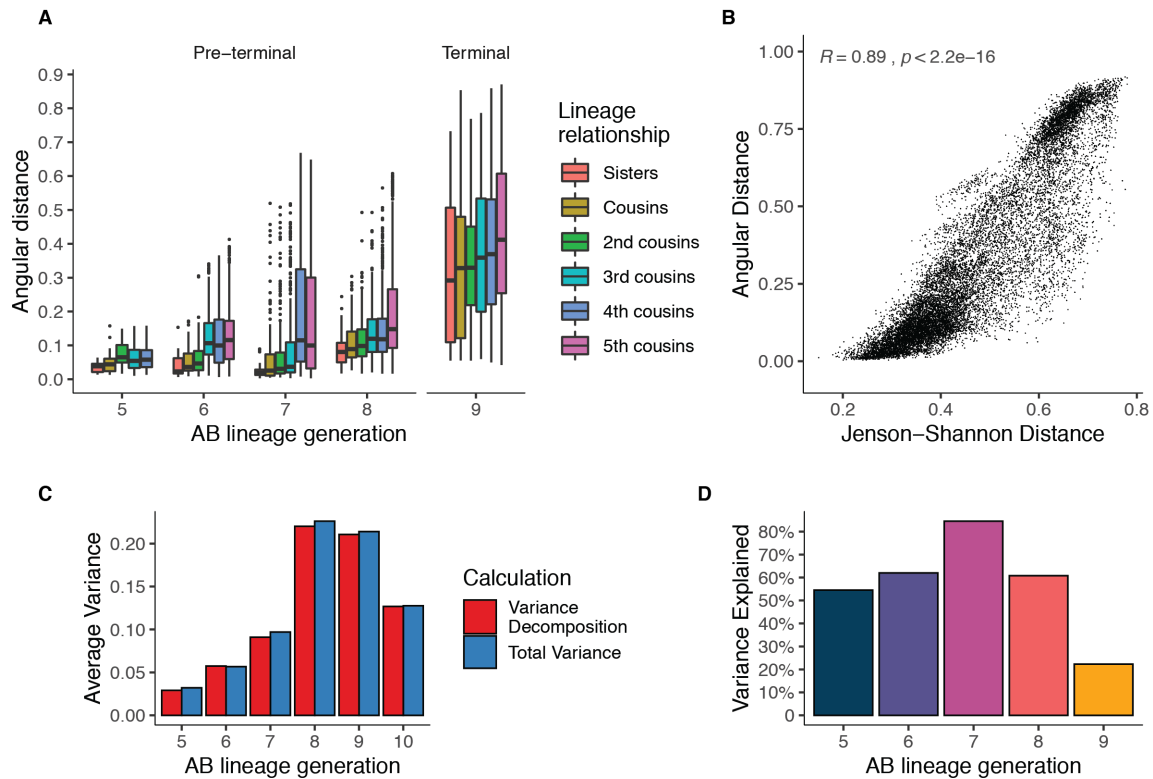 A
Pre−terminal
Terminal
0.9
0.8
0.7
0.6
0.5
0.4
0.3
0.2
0.1
0.0
Angular distance
5
6
7
8
9
AB lineage generation
Lineage
relationship
Sisters
Cousins
2nd cousins
3rd cousins
4th cousins
5th cousins
B
R = 0.89 , p < 2.2e−16
1.00
0.75
0.50
0.25
0.00
Angular Distance
0.2
0.4
0.6
0.8
Jenson−Shannon Distance
C
0.20
0.15
0.10
0.05
0.00
Average Variance
5
6
7
8
9
10
AB lineage generation
Calculation
Variance
Decomposition
Total Variance
D
80%
70%
60%
50%
40%
30%
20%
10%
0
Variance Explained
5
6
7
8
9
AB lineage generation